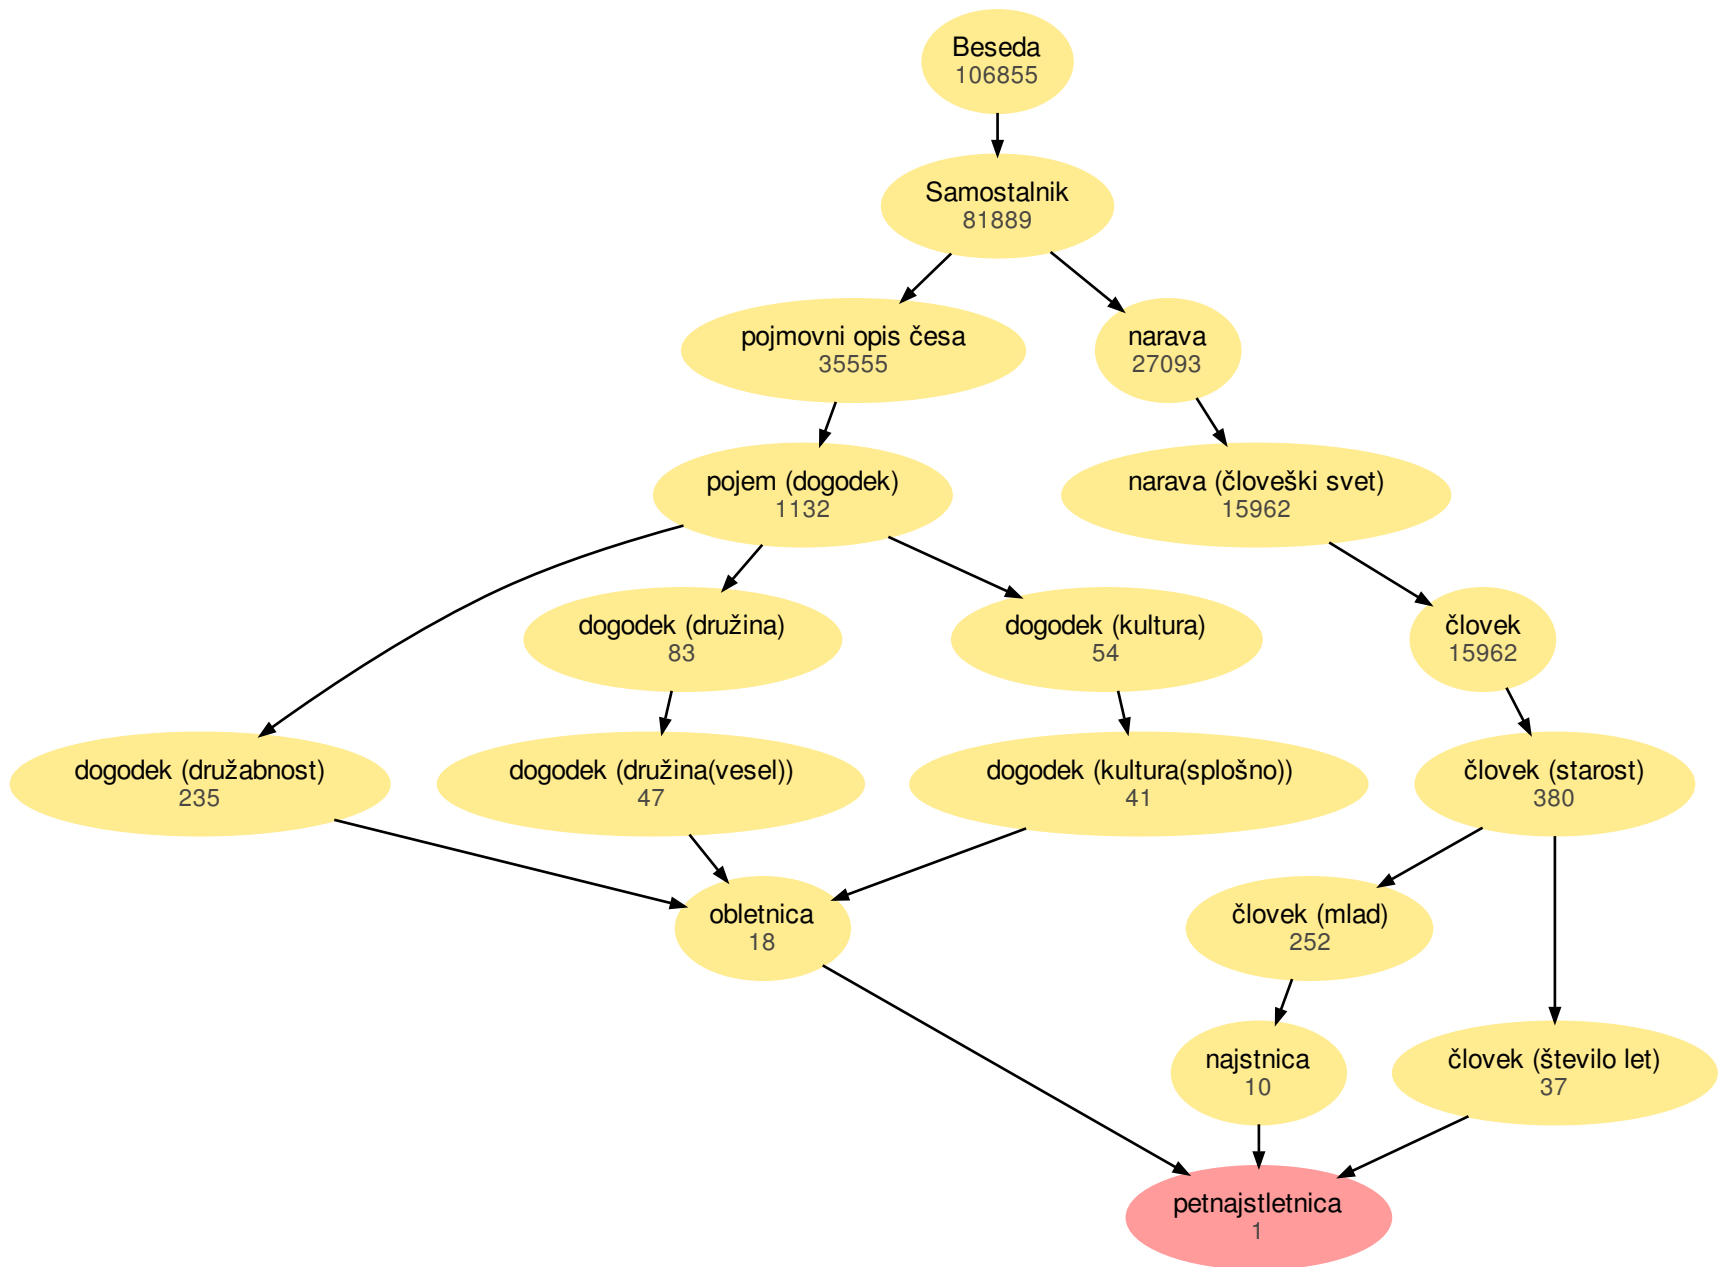 Beseda
106855
Samostalnik
81889
pojmovni opis česa
35555
narava
27093
pojem (dogodek)
1132
narava (človeški svet)
15962
dogodek (družina)
83
dogodek (kultura)
54
človek
15962
dogodek (družabnost)
235
dogodek (družina(vesel))
47
dogodek (kultura(splošno))
41
človek (starost)
380
obletnica
18
človek (mlad)
252
najstnica
10
človek (število let)
37
petnajstletnica
1